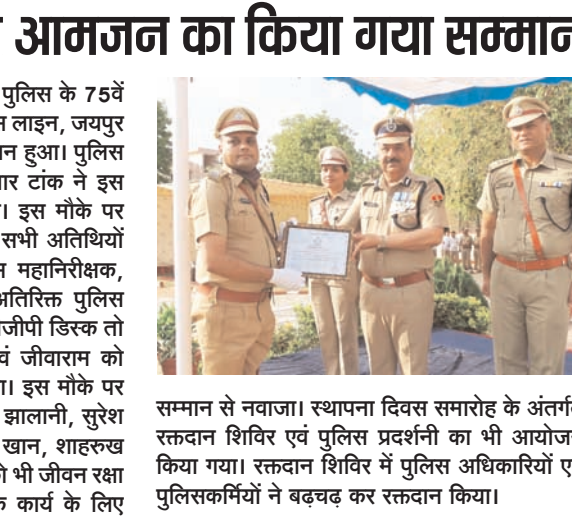 आमजन का किया गया सम्मान
पुलिस के 75वें
लाइन, जयपुर
हुआ। पुलिस
टांक ने इस
। इस मौके पर
सभी अतिथियों
महानिरीक्षक,
अतिरिक्त पुलिस
डिस्क तो
जीवाराम को
। इस मौके पर
झालानी, सुरेश
खान, शाहरुख
भी जीवन रक्षा
कार्य के लिए
सम्मान से नवाजा। स्थापना दिवस समारोह के अंतर्गत
रक्तदान शिविर एवं पुलिस प्रदर्शनी का भी
किया गया। रक्तदान शिविर में पुलिस अधिकारियों
पुलिसकर्मियों ने बढ़चढ़ कर रक्तदान किया।